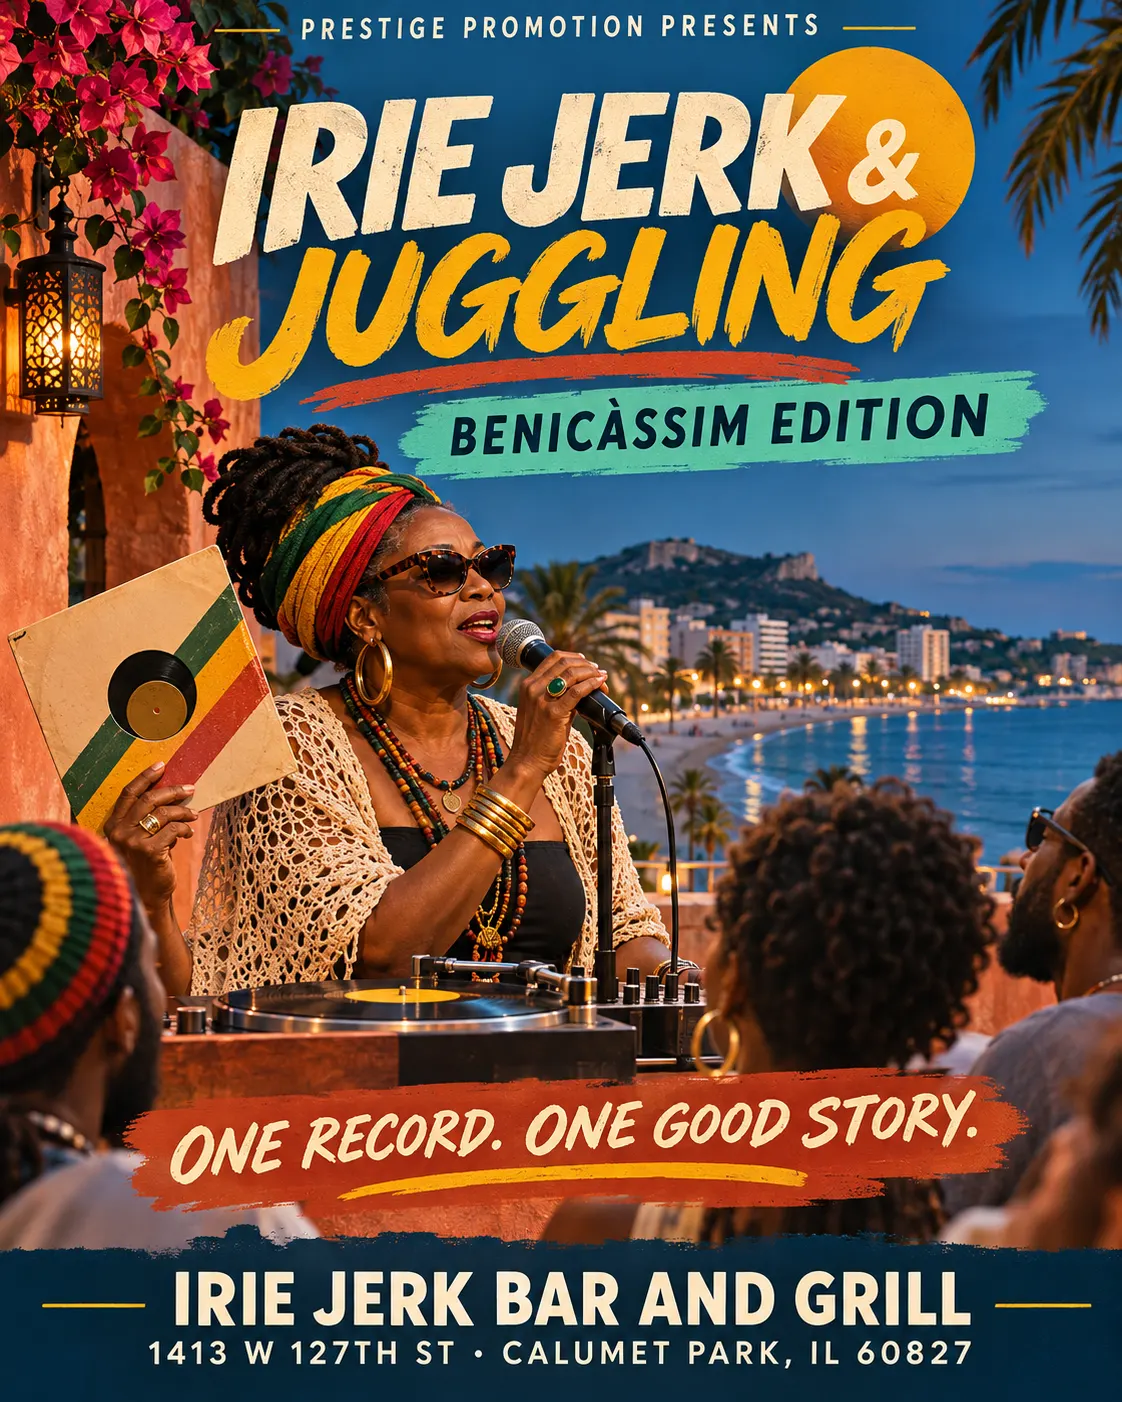 PRESTIGE PROMOTION PRESENTS
IRIE JERK &
JUGGLING
BENICÀSSIM EDITION
ONE RECORD. ONE GOOD STORY.
IRIE JERK BAR AND GRILL
1413 W 127TH ST • CALUMET PARK, IL 60827